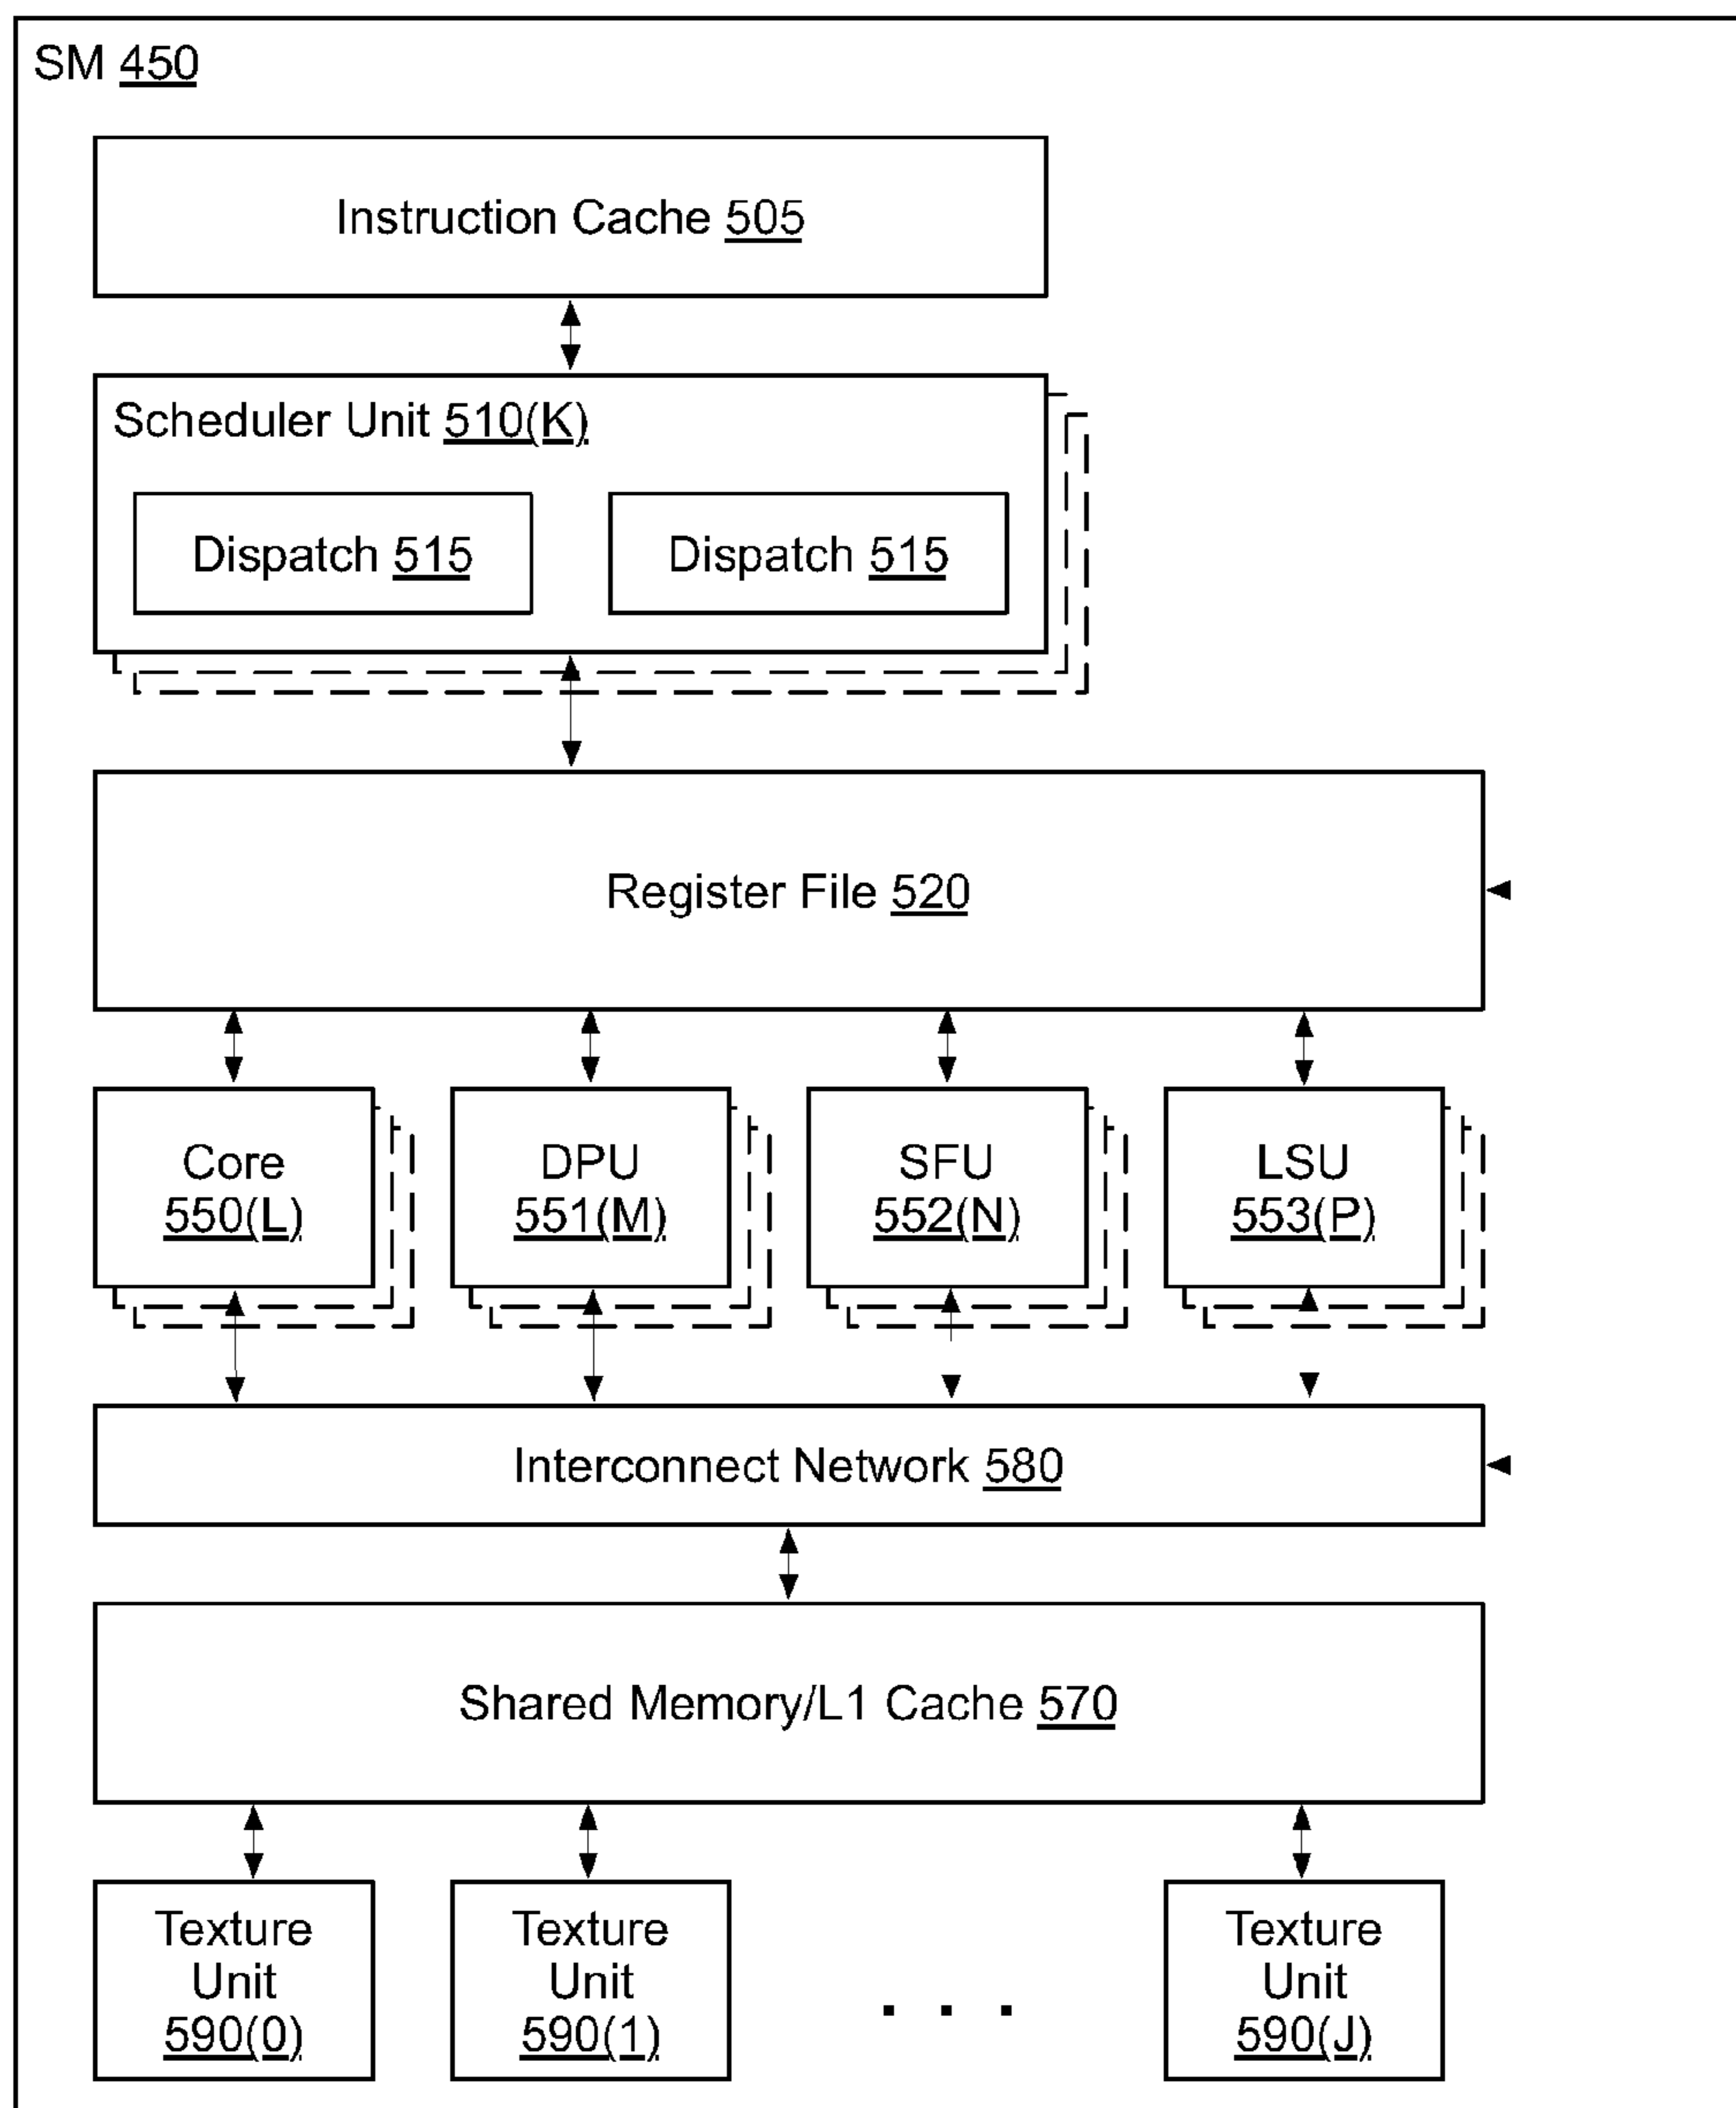 SM 450
Instruction Cache 505
Scheduler Unit 510(K)
Dispatch 515 Dispatch 515
Register File 520
Core DPU SFU LSU
550(L) 551(M) 552(N) 553(P)
Interconnect Network 580
Shared Memory/L1 Cache 570
Texture Texture Texture
Unit Unit . . . Unit
590(0) 590(1) 590(J)